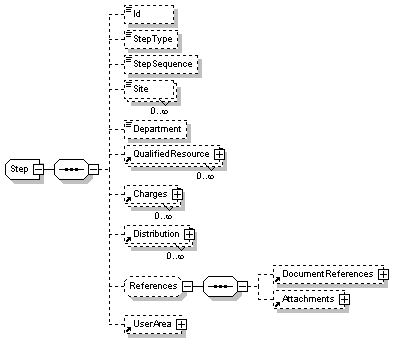 Id
StepType
StepSequence
Site
0..∞
Department
QualifiedResource
0..∞
Step
Charges
0..∞
Distribution
0..∞
DocumentReferences
References
Attachments
UserArea